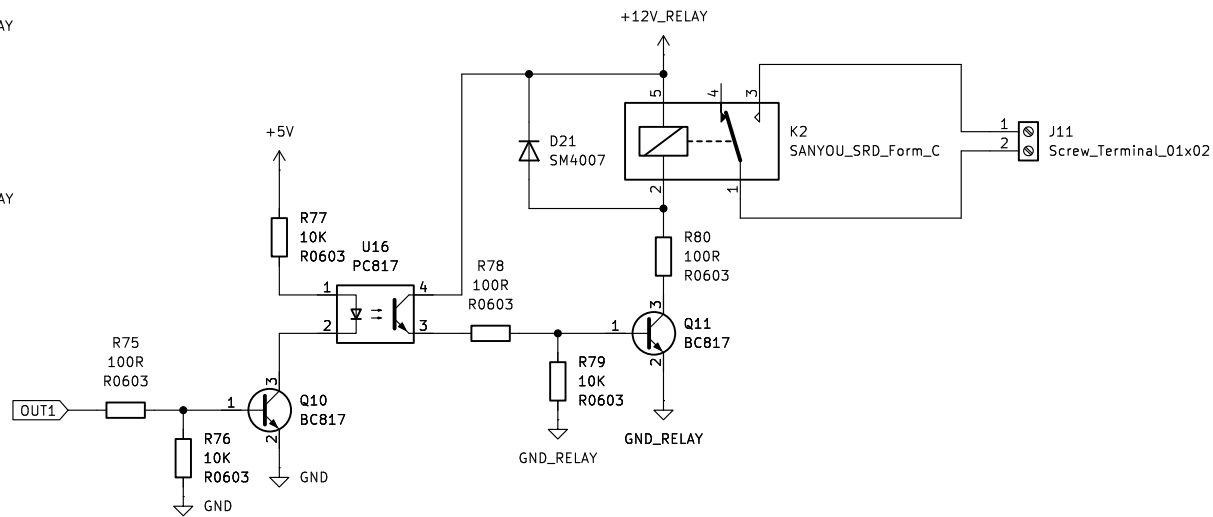 +12V_RELAY
AY
5
4
3
K2
SANYOU_SRD_Form_C
1
2
J11
Screw_Terminal_01x02
+5V
D21
SM4007
2
1
AY
R77
10K
R0603
U16
PC817
R80
100R
R0603
R78
100R
R0603
1
4
2
3
1
3
Q11
BC817
2
R75
100R
R0603
R79
10K
R0603
OUT1
1
3
Q10
BC817
2
R76
10K
R0603
GND
GND
GND_RELAY
GND_RELAY